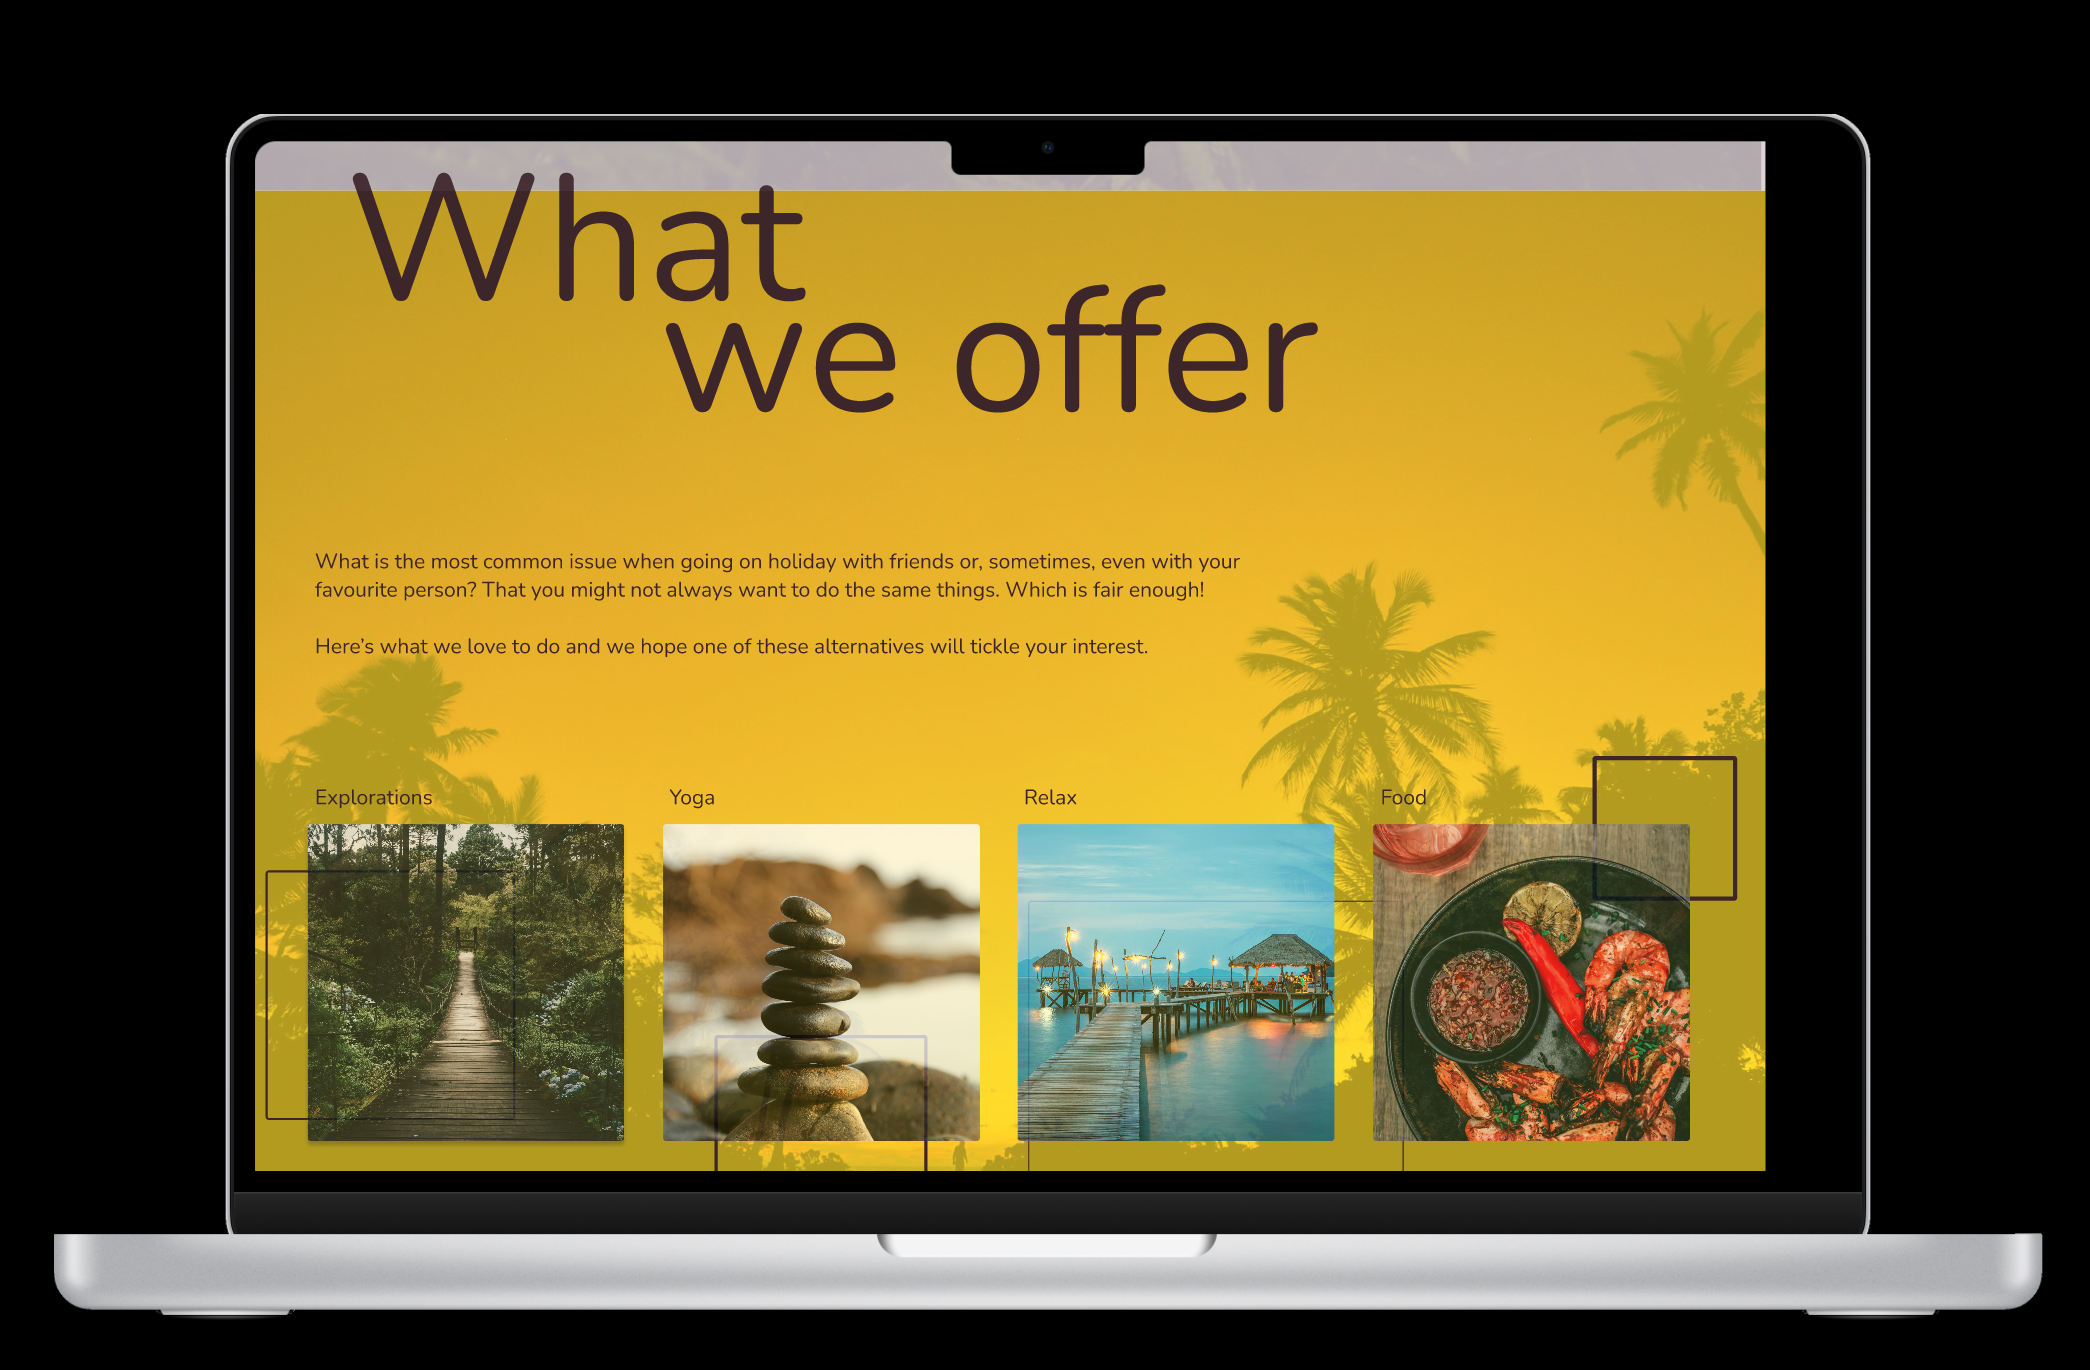 What
we offer
What is the most common issue when going on holiday with friends or, sometimes, even with your
favourite person? That you might not always want to do the same things. Which is fair enough!
Here’s what we love to do and we hope one of these alternatives will tickle your interest.
Explorations
Yoga
Relax
Food